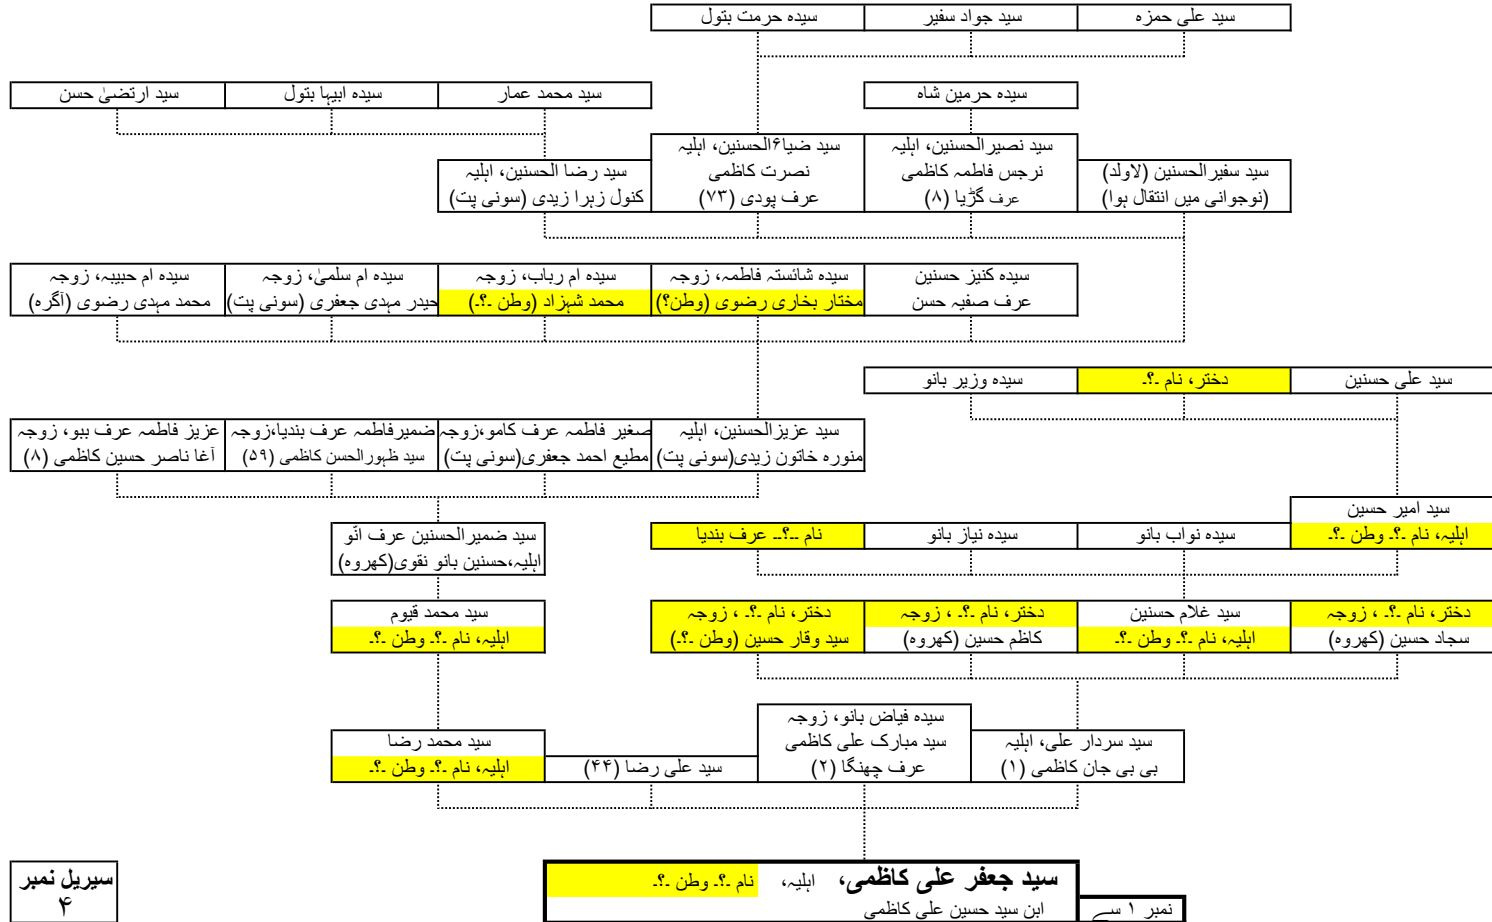 سید علی حمزہ
سید جواد سفیر
سیدہ حرمت بتول
سیدہ حرمین شاہ
سید محمد عمار
سیدہ ابیہا بتول
سید ارتضیٰ حسن
سید سفیرالحسنین (لاولد)
(نوجوانی میں انتقال ہوا)
سید نصیرالحسنین، اہلیہ
نرجس فاطمہ کاظمی
عرف گڑیا (۸)
سید ضیا۶الحسنین، اہلیہ
نصرت کاظمی
عرف پودی (۷۳)
سید رضا الحسنین، اہلیہ
کنول زہرا زیدی (سونی پت)
سیدہ کنیز حسنین
عرف صفیہ حسن
سیدہ شائستہ فاطمہ، زوجہ
مختار بخاری رضوی (وطن؟)
سیدہ ام رباب، زوجہ
محمد شہزاد (وطن ۔؟۔)
سیدہ ام سلمیٰ، زوجہ
حیدر مہدی جعفری (سونی پت)
سیدہ ام حبیبہ، زوجہ
محمد مہدی رضوی (آگرہ)
سید علی حسنین
دختر، نام ۔؟۔
سیدہ وزیر بانو
سید عزیزالحسنین، اہلیہ
منورہ خاتون زیدی(سونی پت)
صغیر فاطمہ عرف کامو،زوجہ
مطیع احمد جعفری(سونی پت)
ضمیرفاطمہ عرف بندیا،زوجہ
سید ظہورالحسن کاظمی (۵۹)
عزیز فاطمہ عرف ببو، زوجہ
آغا ناصر حسین کاظمی (۸)
سید امیر حسین
اہلیہ، نام ۔؟۔ وطن ۔؟۔
سیدہ نواب بانو
سیدہ نیاز بانو
نام ۔۔؟۔۔ عرف بندیا
سید ضمیرالحسنین عرف انّو
اہلیہ،حسنین بانو نقوی(کھروہ)
دختر، نام ۔؟۔ ، زوجہ
سجاد حسین (کھروہ)
سید غلام حسنین
اہلیہ، نام ۔؟۔ وطن ۔؟۔
دختر، نام ۔؟۔ ، زوجہ
کاظم حسین (کھروہ)
دختر، نام ۔؟۔ ، زوجہ
سید وقار حسین (وطن ۔؟۔)
سید محمد قیوم
اہلیہ، نام ۔؟۔ وطن ۔؟۔
سید سردار علی، اہلیہ
بی بی جان کاظمی (۱)
سیدہ فیاض بانو، زوجہ
سید مبارک علی کاظمی
عرف چھنگا (۲)
سید علی رضا (۴۴)
سید محمد رضا
اہلیہ، نام ۔؟۔ وطن ۔؟۔
سید جعفر علی کاظمی، اہلیہ، نام ۔؟۔ وطن ۔؟۔
ابن سید حسین علی کاظمی
نمبر ۱ سے
سیریل نمبر
۴